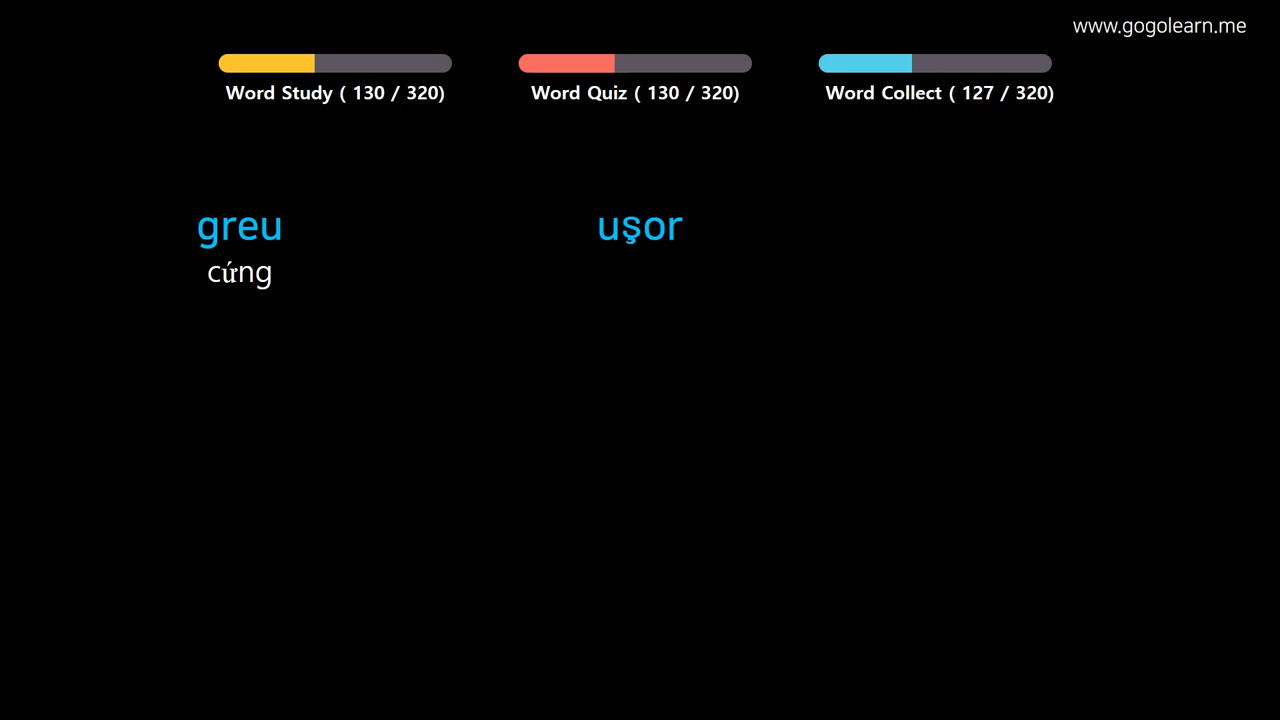 www.gogolearn.me
Word Study ( 130 / 320)
Word Quiz ( 130 / 320)
Word Collect ( 127 / 320)
greu
uşor
cứng